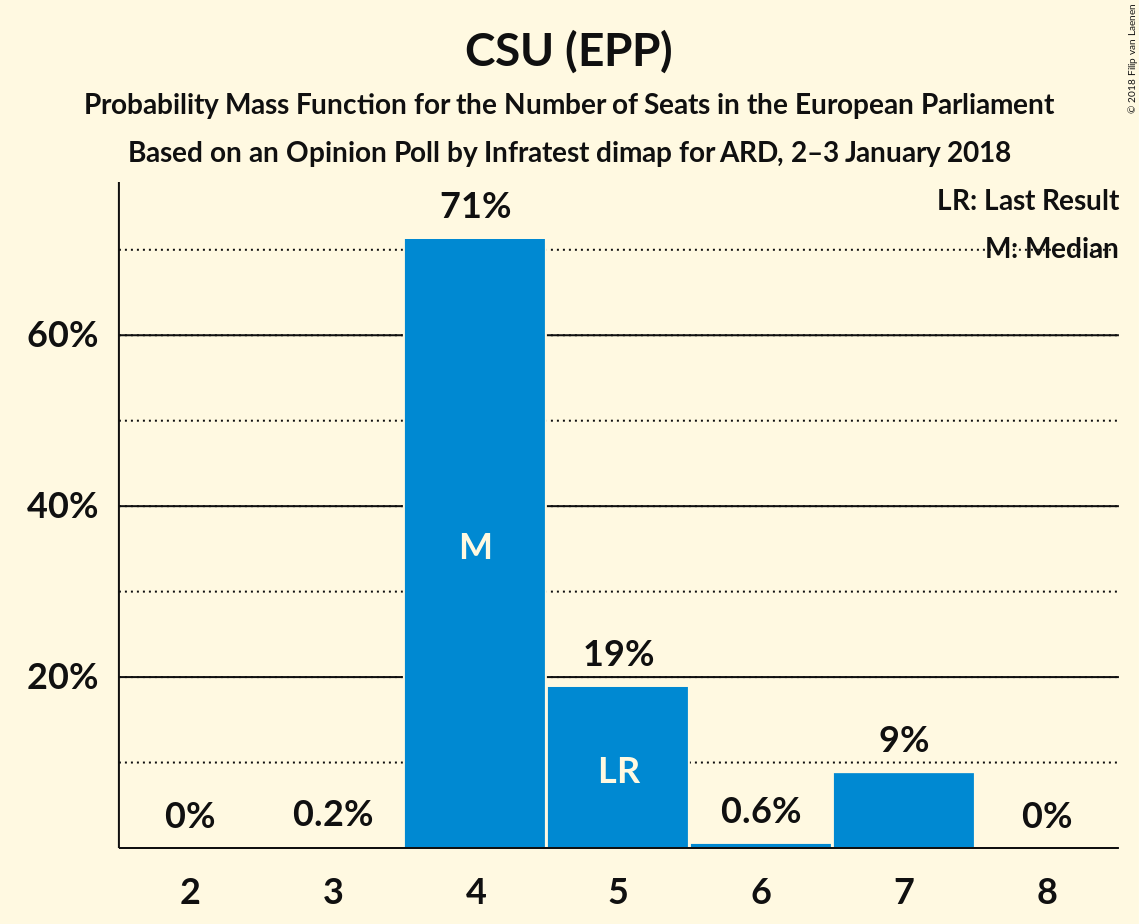 CSU (EPP)
Probability Mass Function for the Number of Seats in the European Parliament
Based on an Opinion Poll by Infratest dimap for ARD, 2–3 January 2018
© 2018 Filip van Laenen
LR: Last Result
M: Median
71%
60%
40%
M
20%
19%
LR
9%
0%
0.2%
0.6%
0%
2 3 4 5 6 7 8